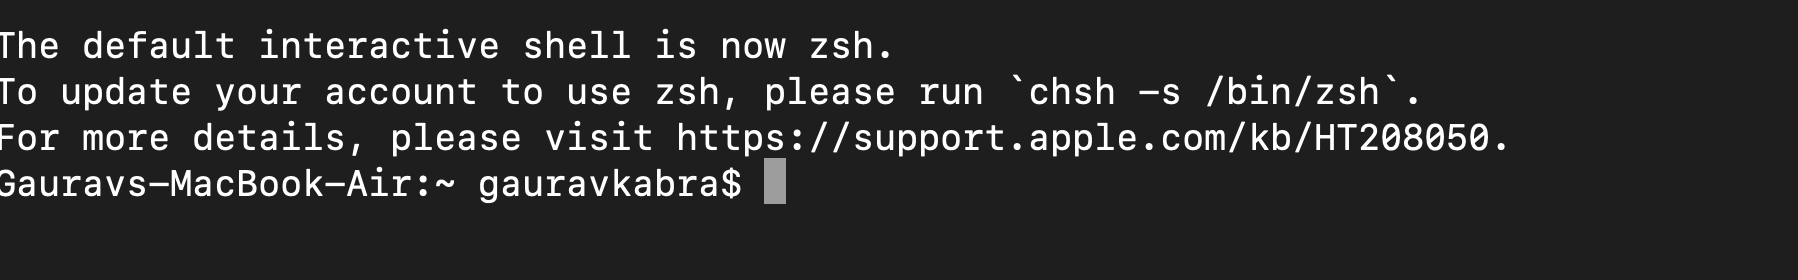 The default interactive shell is now zsh.
To update your account to use zsh, please run `chsh -s /bin/zsh`.
For more details, please visit https://support.apple.com/kb/HT208050.
Gauravs-MacBook-Air:~ gauravkabra$